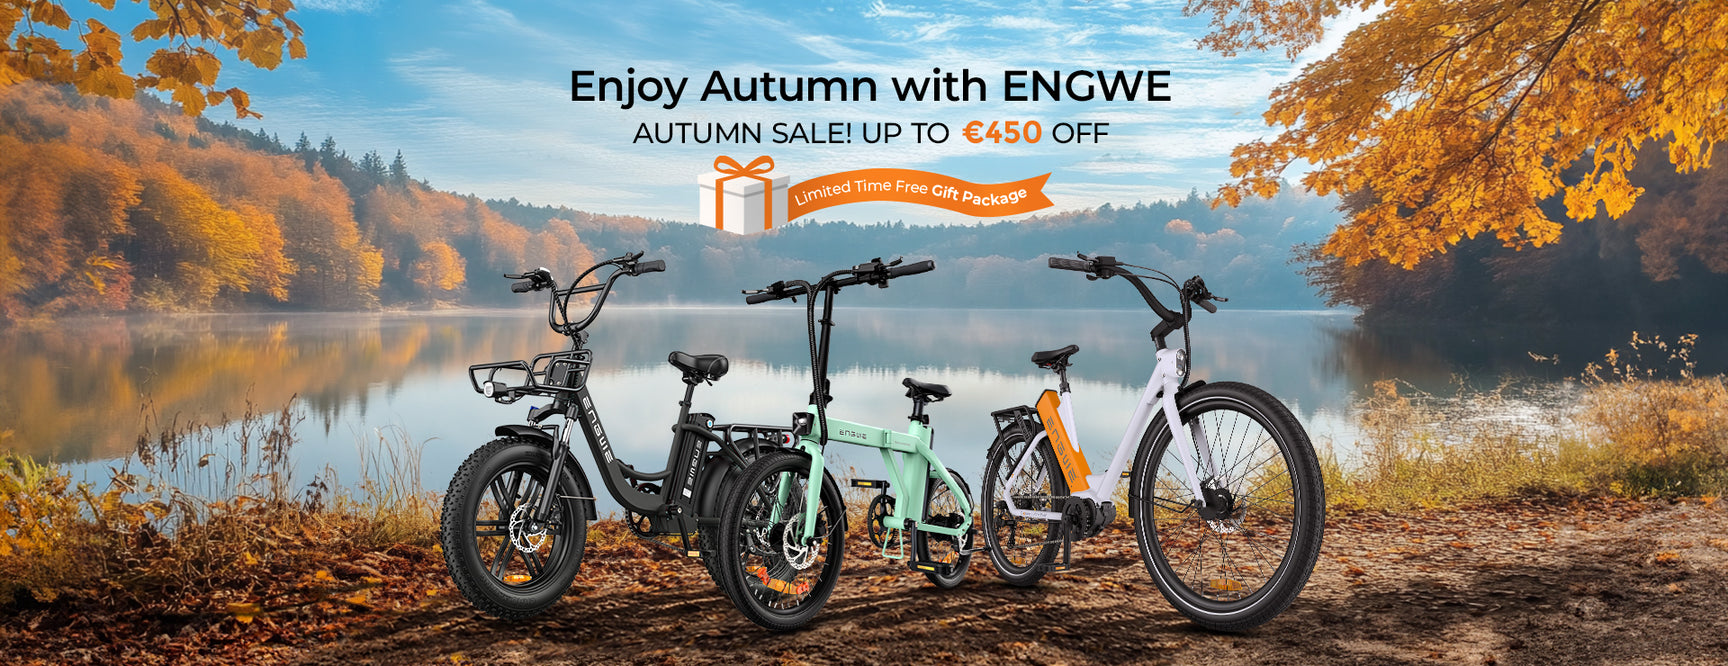 Enjoy Autumn with ENGWE
AUTUMN SALE! UP TO €450 OFF
Limited Time Free Gift Package
ENGWE
ENGWE
ENGWE
ENGWE